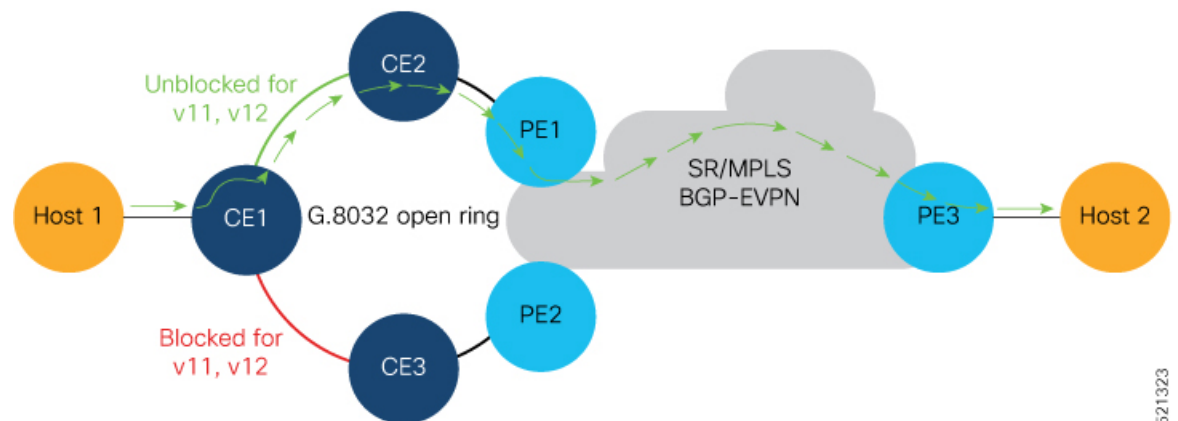 CE2
Unblocked for
v11, v12
PE1
SR/MPLS
BGP-EVPN
Host 1
CE1
G.8032 open ring
PE3
Host 2
PE2
Blocked for
v11, v12
CE3
521323